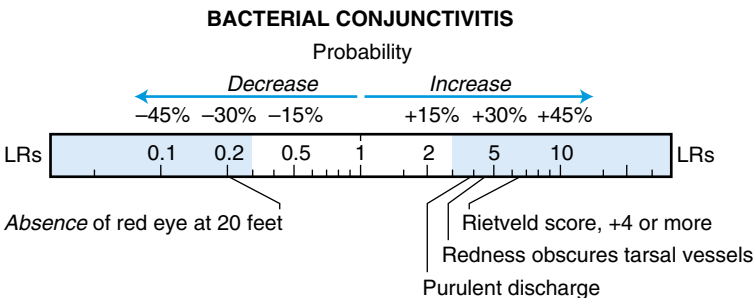 BACTERIAL CONJUNCTIVITIS
Probability
Decrease Increase
–45% –30% –15% +15% +30% +45%
LRs 0.1 0.2 0.5 1 2 5 10 LRs
Absence of red eye at 20 feet Rietveld score, +4 or more
Redness obscures tarsal vessels
Purulent discharge